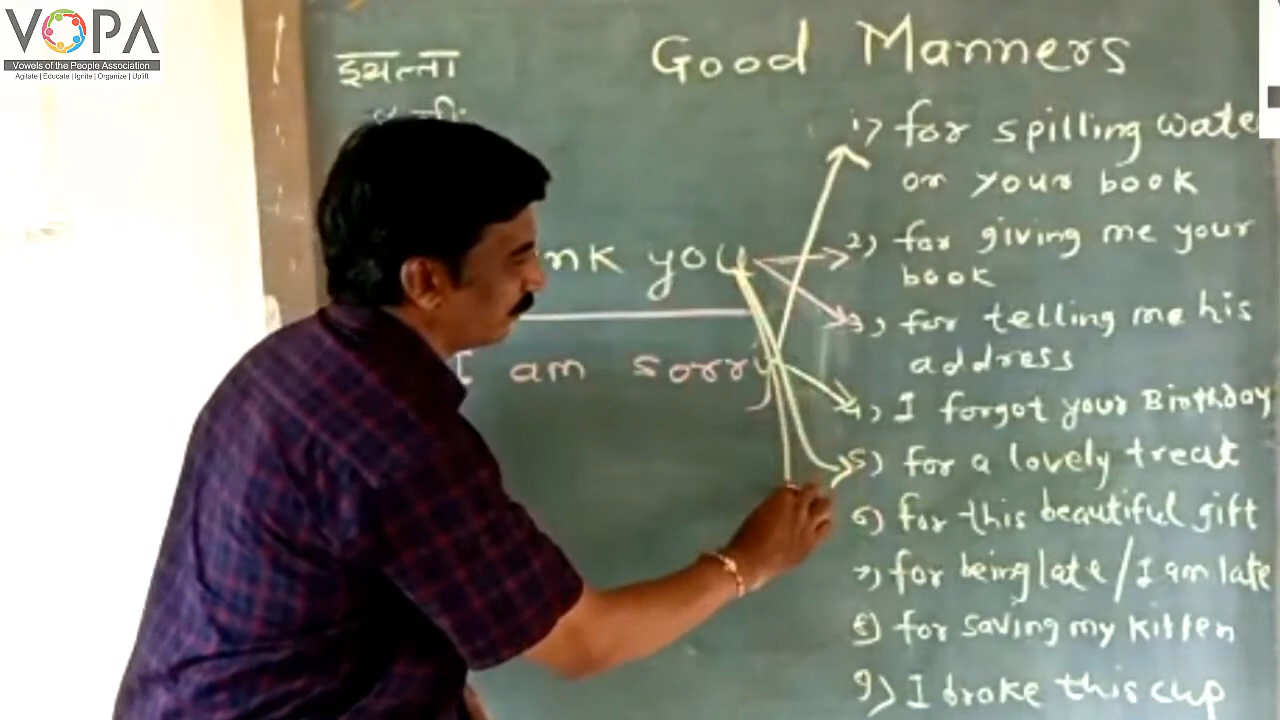 VOPA
Vowels of the People Association
Agitate | Educate | Ignite | Organize | Uplift
इयत्ता
Good Manners
1) for spilling wate
on your book
2) for giving me your
book
nk you
3) for telling me his
address
I am sorry
4) I forgot your Birthday
5) for a lovely treat
6) for this beautiful gift
7) for being late / I am late
8) for saving my kitten
9) I broke this cup